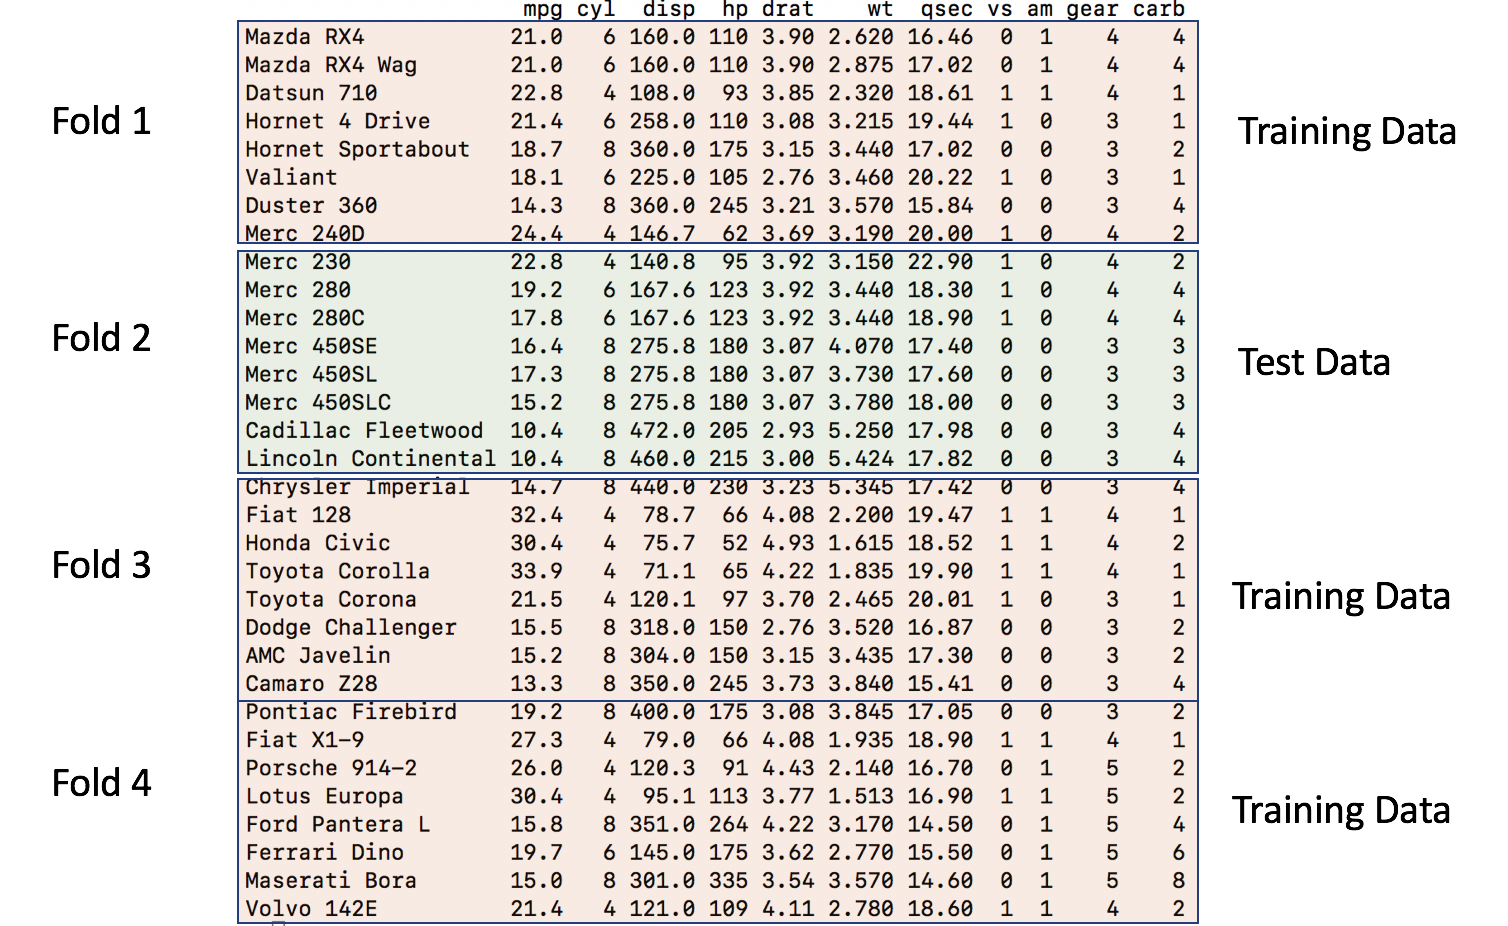 mpg cyl disp hp drat wt qsec vs am gear carb
Mazda RX4 21.0 6 160.0 110 3.90 2.620 16.46 0 1 4 4
Mazda RX4 Wag 21.0 6 160.0 110 3.90 2.875 17.02 0 1 4 4
Datsun 710 22.8 4 108.0 93 3.85 2.320 18.61 1 1 4 1
Fold 1
Hornet 4 Drive 21.4 6 258.0 110 3.08 3.215 19.44 1 0 3 1
Training Data
Hornet Sportabout 18.7 8 360.0 175 3.15 3.440 17.02 0 0 3 2
Valiant 18.1 6 225.0 105 2.76 3.460 20.22 1 0 3 1
Duster 360 14.3 8 360.0 245 3.21 3.570 15.84 0 0 3 4
Merc 240D 24.4 4 146.7 62 3.69 3.190 20.00 1 0 4 2
Merc 230 22.8 4 140.8 95 3.92 3.150 22.90 1 0 4 2
Merc 280 19.2 6 167.6 123 3.92 3.440 18.30 1 0 4 4
Merc 280C 17.8 6 167.6 123 3.92 3.440 18.90 1 0 4 4
Fold 2
Merc 450SE 16.4 8 275.8 180 3.07 4.070 17.40 0 0 3 3
Test Data
Merc 450SL 17.3 8 275.8 180 3.07 3.730 17.60 0 0 3 3
Merc 450SLC 15.2 8 275.8 180 3.07 3.780 18.00 0 0 3 3
Cadillac Fleetwood 10.4 8 472.0 205 2.93 5.250 17.98 0 0 3 4
Lincoln Continental 10.4 8 460.0 215 3.00 5.424 17.82 0 0 3 4
Chrysler Imperial 14.7 8 440.0 230 3.23 5.345 17.42 0 0 3 4
Fiat 128 32.4 4 78.7 66 4.08 2.200 19.47 1 1 4 1
Honda Civic 30.4 4 75.7 52 4.93 1.615 18.52 1 1 4 2
Fold 3
Toyota Corolla 33.9 4 71.1 65 4.22 1.835 19.90 1 1 4 1
Toyota Corona 21.5 4 120.1 97 3.70 2.465 20.01 1 0 3 1
Training Data
Dodge Challenger 15.5 8 318.0 150 2.76 3.520 16.87 0 0 3 2
AMC Javelin 15.2 8 304.0 150 3.15 3.435 17.30 0 0 3 2
Camaro Z28 13.3 8 350.0 245 3.73 3.840 15.41 0 0 3 4
Pontiac Firebird 19.2 8 400.0 175 3.08 3.845 17.05 0 0 3 2
Fiat X1-9 27.3 4 79.0 66 4.08 1.935 18.90 1 1 4 1
Porsche 914-2 26.0 4 120.3 91 4.43 2.140 16.70 0 1 5 2
Fold 4
Lotus Europa 30.4 4 95.1 113 3.77 1.513 16.90 1 1 5 2
Training Data
Ford Pantera L 15.8 8 351.0 264 4.22 3.170 14.50 0 1 5 4
Ferrari Dino 19.7 6 145.0 175 3.62 2.770 15.50 0 1 5 6
Maserati Bora 15.0 8 301.0 335 3.54 3.570 14.60 0 1 5 8
Volvo 142E 21.4 4 121.0 109 4.11 2.780 18.60 1 1 4 2